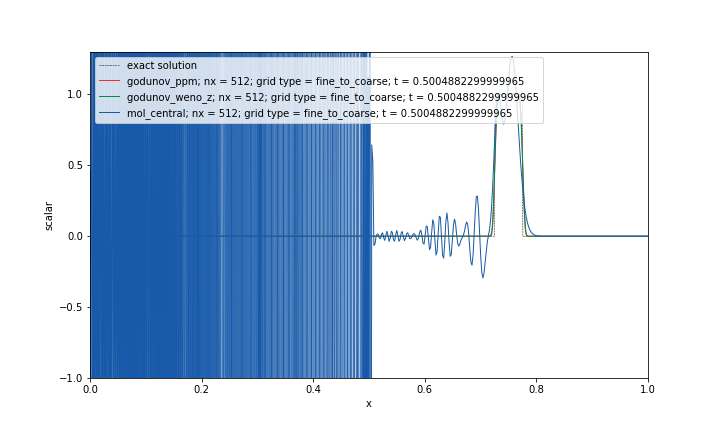 exact solution
godunov_ppm; nx = 512; grid type = fine_to_coarse; t = 0.5004882299999965
godunov_weno_z; nx = 512; grid type = fine_to_coarse; t = 0.5004882299999965
mol_central; nx = 512; grid type = fine_to_coarse; t = 0.5004882299999965
1.0
0.5
0.0
−0.5
−1.0
scalar
0.0 0.2 0.4 0.6 0.8 1.0
x